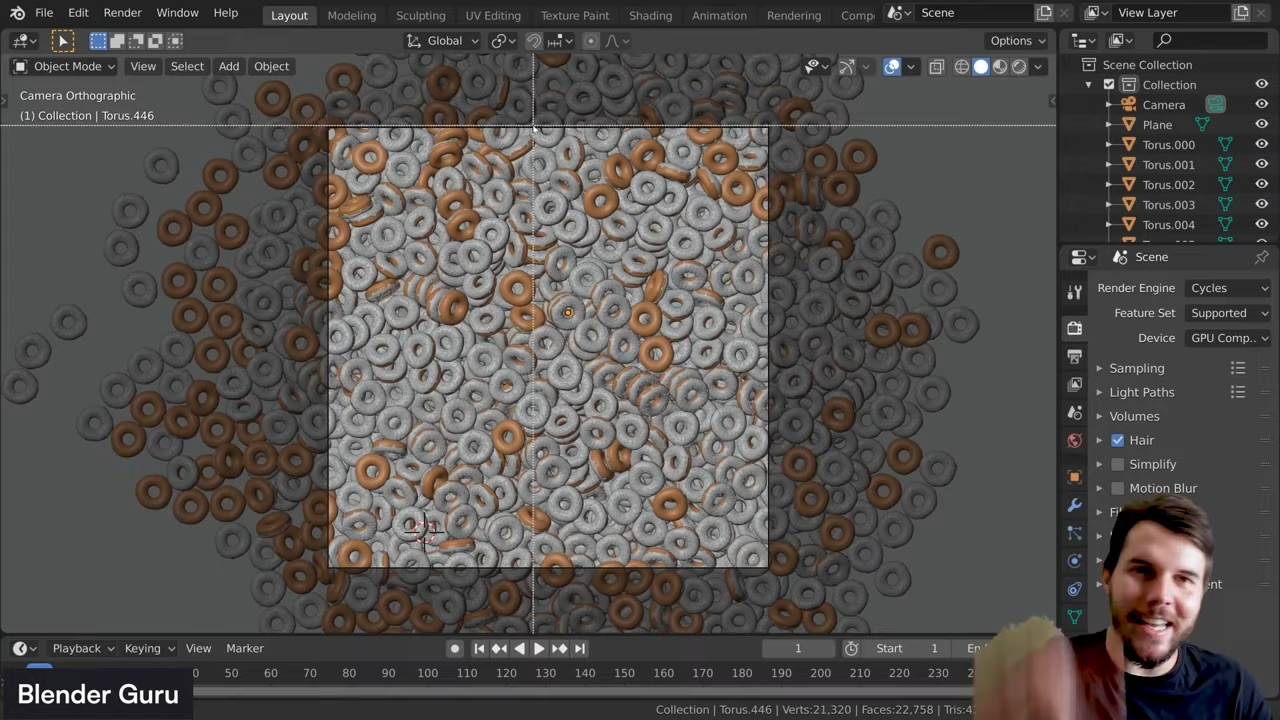 File Edit Render Window Help Layout Modeling Sculpting UV Editing Texture Paint Shading Animation Rendering Scene View Layer
Global Options
Object Mode View Select Add Object
Camera Orthographic
(1) Collection | Torus.446
Scene Collection
Collection
Camera
Plane
Torus.000
Torus.001
Torus.002
Torus.003
Torus.004
Scene
Render Engine Cycles
Feature Set Supported
Device GPU Comp..
Sampling
Light Paths
Volumes
Hair
Simplify
Motion Blur
Playback Keying View Marker 1 Start 1
50 60 70 80 90 100 110 120 130 140 150 160 170 180 190 200 210 220 230
Blender Guru
Collection | Torus.446 | Verts:21,320 | Faces:22,758 |